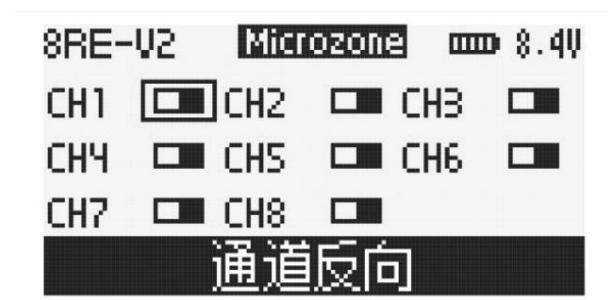 8RE-V2 Microzone 8.4V
CH1 CH2 CH3
CH4 CH5 CH6
CH7 CH8
通道反向